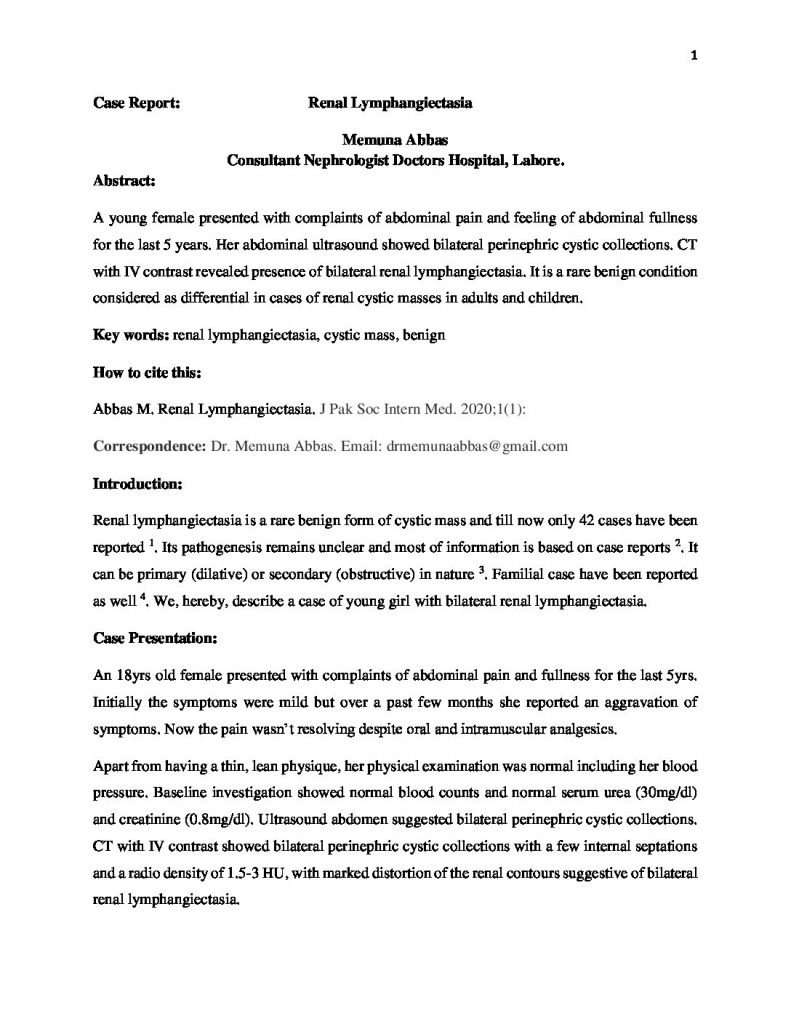 1
Case Report: Renal Lymphangiectasia
Memuna Abbas
Consultant Nephrologist Doctors Hospital, Lahore.
Abstract:
A young female presented with complaints of abdominal pain and feeling of abdominal fullness
for the last 5 years. Her abdominal ultrasound showed bilateral perinephric cystic collections. CT
with IV contrast revealed presence of bilateral renal lymphangiectasia. It is a rare benign condition
considered as differential in cases of renal cystic masses in adults and children.
Key words: renal lymphangiectasia, cystic mass, benign
How to cite this:
Abbas M. Renal Lymphangiectasia. J Pak Soc Intern Med. 2020;1(1):
Correspondence: Dr. Memuna Abbas. Email: drmemunaabbas@gmail.com
Introduction:
Renal lymphangiectasia is a rare benign form of cystic mass and till now only 42 cases have been
reported ¹. Its pathogenesis remains unclear and most of information is based on case reports ². It
can be primary (dilative) or secondary (obstructive) in nature ³. Familial case have been reported
as well ⁴. We, hereby, describe a case of young girl with bilateral renal lymphangiectasia.
Case Presentation:
An 18yrs old female presented with complaints of abdominal pain and fullness for the last 5yrs.
Initially the symptoms were mild but over a past few months she reported an aggravation of
symptoms. Now the pain wasn't resolving despite oral and intramuscular analgesics.
Apart from having a thin, lean physique, her physical examination was normal including her blood
pressure. Baseline investigation showed normal blood counts and normal serum urea (30mg/dl)
and creatinine (0.8mg/dl). Ultrasound abdomen suggested bilateral perinephric cystic collections.
CT with IV contrast showed bilateral perinephric cystic collections with a few internal septations
and a radio density of 1.5-3 HU, with marked distortion of the renal contours suggestive of bilateral
renal lymphangiectasia.